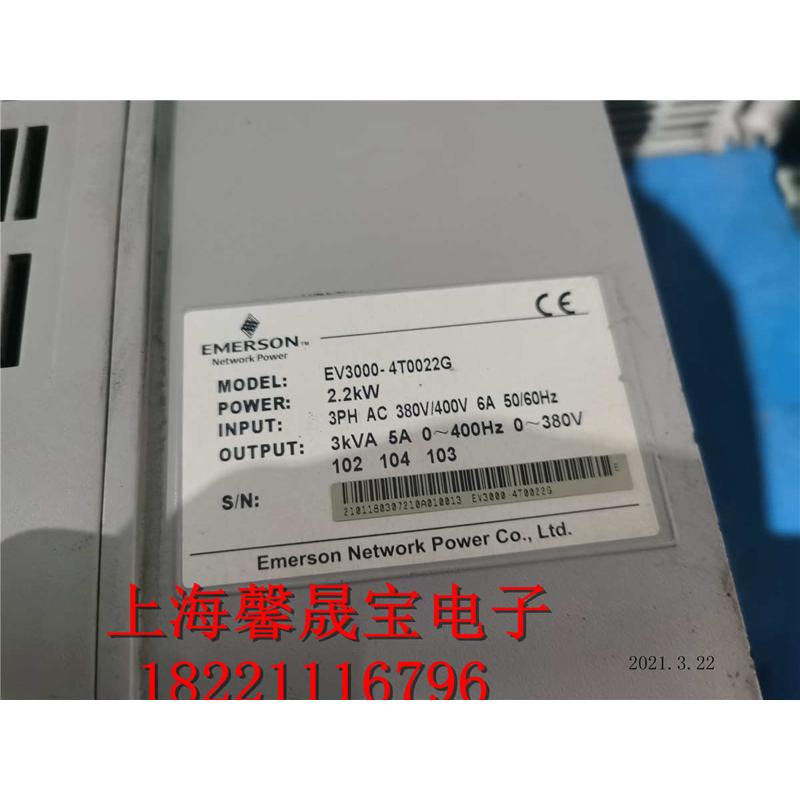 CE
EMERSON™
Network Power
MODEL: EV3000-4T0022G
POWER: 2.2kW
INPUT: 3PH AC 380V/400V 6A 50/60Hz
OUTPUT: 3kVA 5A 0~400Hz 0~380V
102 104 103
S/N:
2101180307210A010013 EV3000-4T0022G
E
Emerson Network Power Co., Ltd.
上海馨晟宝电子
18221116796
2021.3.22